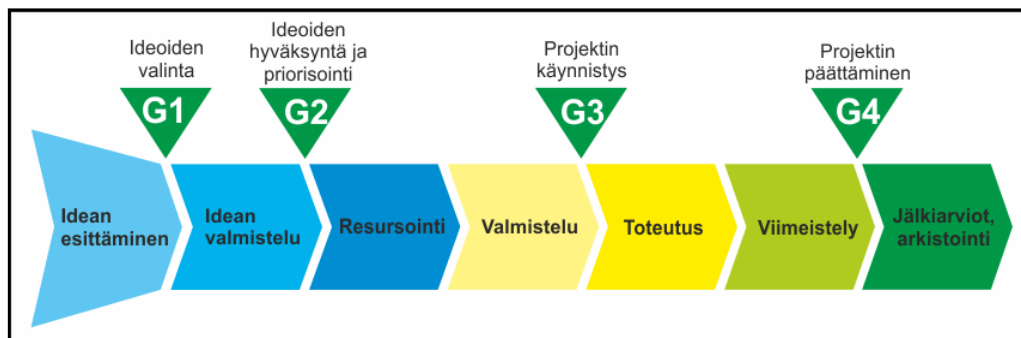 Ideoiden
valinta
Ideoiden
hyväksyntä ja
priorisointi
Projektin
käynnistys
Projektin
päättäminen
G1
G2
G3
G4
Idean
esittäminen
Idean
valmistelu
Resursointi
Valmistelu
Toteutus
Viimeistely
Jälkiarviot,
arkistointi